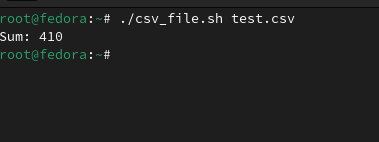 root@fedora:~# ./csv_file.sh test.csv
Sum: 410
root@fedora:~#